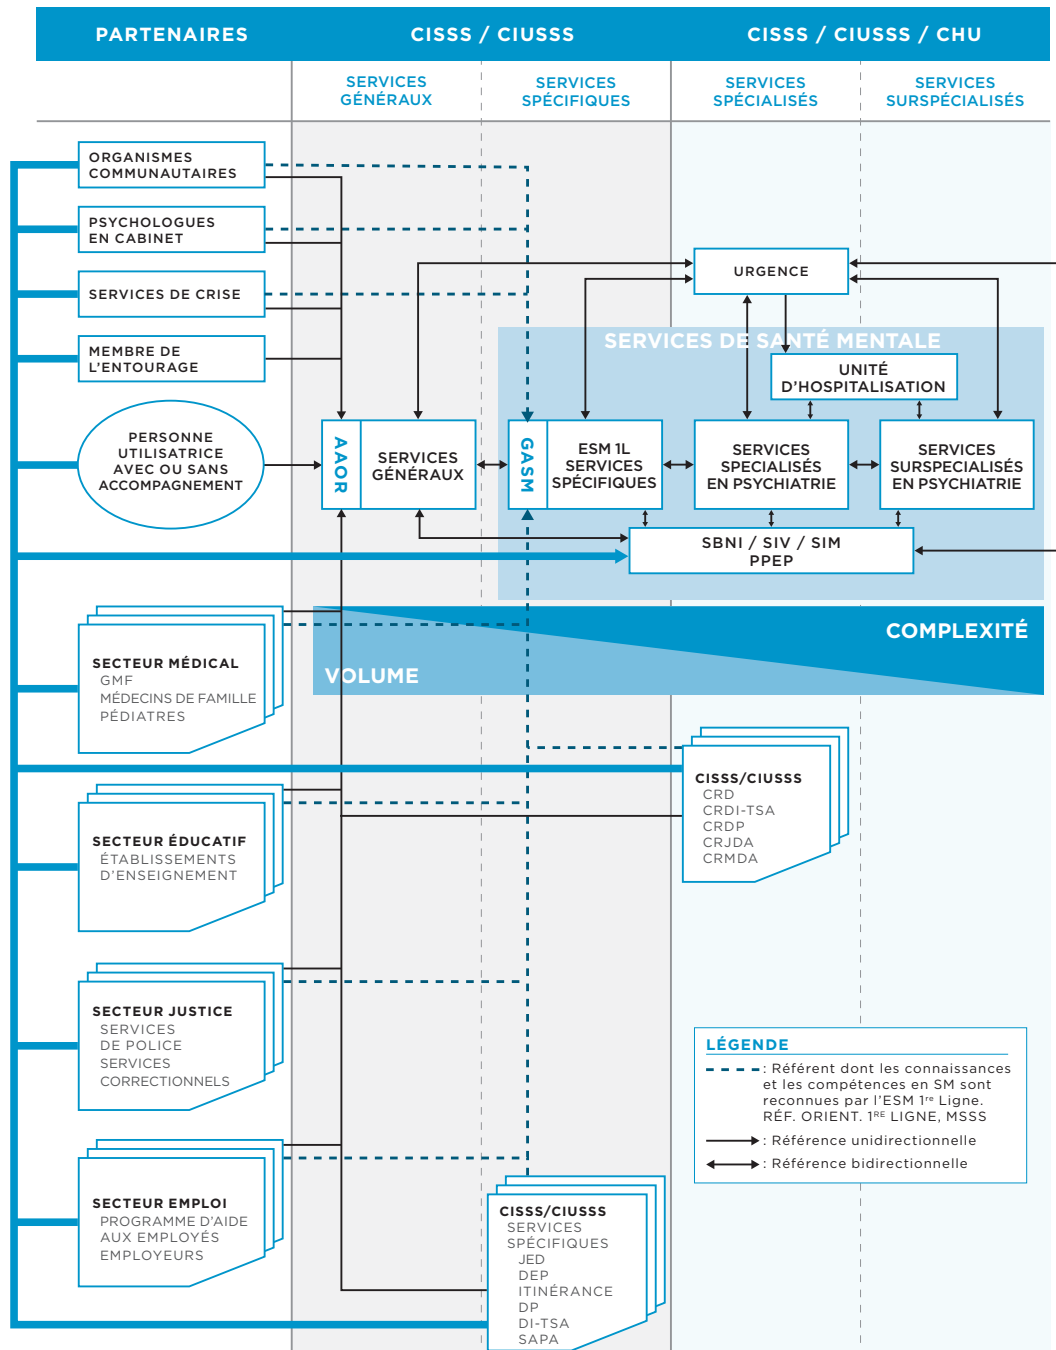 PARTENAIRES
CISSS / CIUSSS
CISSS / CIUSSS / CHU
SERVICES
GÉNÉRAUX
SERVICES
SPÉCIFIQUES
SERVICES
SPÉCIALISÉS
SERVICES
SURSPÉCIALISÉS
ORGANISMES
COMMUNAUTAIRES
PSYCHOLOGUES
EN CABINET
SERVICES DE CRISE
MEMBRE DE
L'ENTOURAGE
PERSONNE
UTILISATRICE
AVEC OU SANS
ACCOMPAGNEMENT
URGENCE
SERVICES DE SANTÉ MENTALE
UNITÉ
D'HOSPITALISATION
AAOR
SERVICES
GÉNÉRAUX
GASM
ESM 1L
SERVICES
SPÉCIFIQUES
SERVICES
SPECIALISÉS
EN PSYCHIATRIE
SERVICES
SURSPECIALISÉS
EN PSYCHIATRIE
SBNI / SIV / SIM
PPEP
COMPLEXITÉ
VOLUME
SECTEUR MÉDICAL
GMF
MÉDECINS DE FAMILLE
PÉDIATRES
CISSS/CIUSSS
CRD
CRDI-TSA
CRDP
CRJDA
CRMDA
SECTEUR ÉDUCATIF
ÉTABLISSEMENTS
D'ENSEIGNEMENT
SECTEUR JUSTICE
SERVICES
DE POLICE
SERVICES
CORRECTIONNELS
SECTEUR EMPLOI
PROGRAMME D'AIDE
AUX EMPLOYÉS
EMPLOYEURS
CISSS/CIUSSS
SERVICES
SPÉCIFIQUES
JED
DEP
ITINÉRANCE
DP
DI-TSA
SAPA
LÉGENDE
: Référent dont les connaissances
et les compétences en SM sont
reconnues par l'ESM 1re Ligne.
RÉF. ORIENT. 1RE LIGNE, MSSS
: Référence unidirectionnelle
: Référence bidirectionnelle